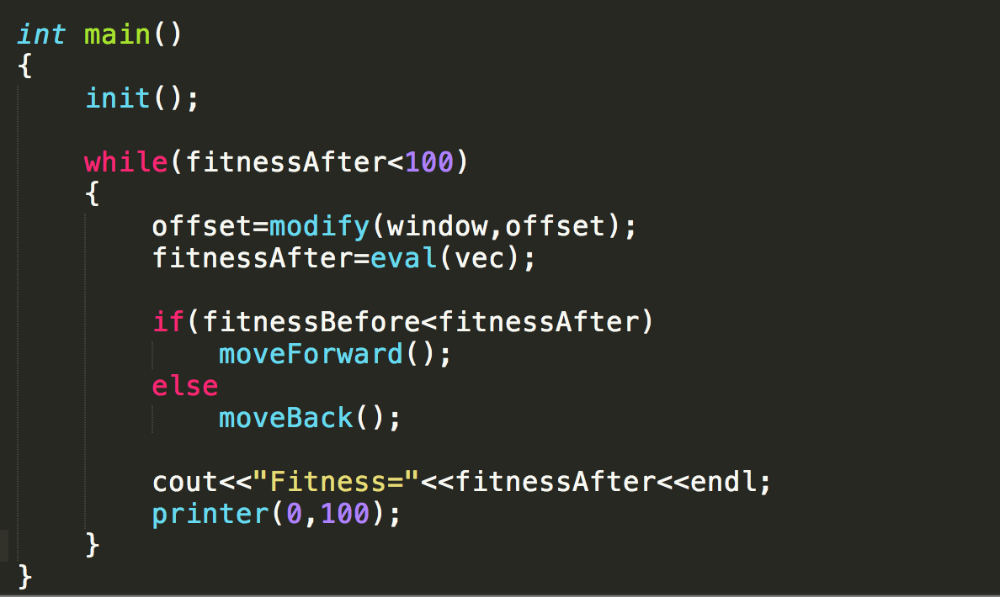 int main()
{
    init();

    while(fitnessAfter<100)
    {
        offset=modify(window,offset);
        fitnessAfter=eval(vec);

        if(fitnessBefore<fitnessAfter)
            moveForward();
        else
            moveBack();

        cout<<"Fitness="<<fitnessAfter<<endl;
        printer(0,100);
    }
}